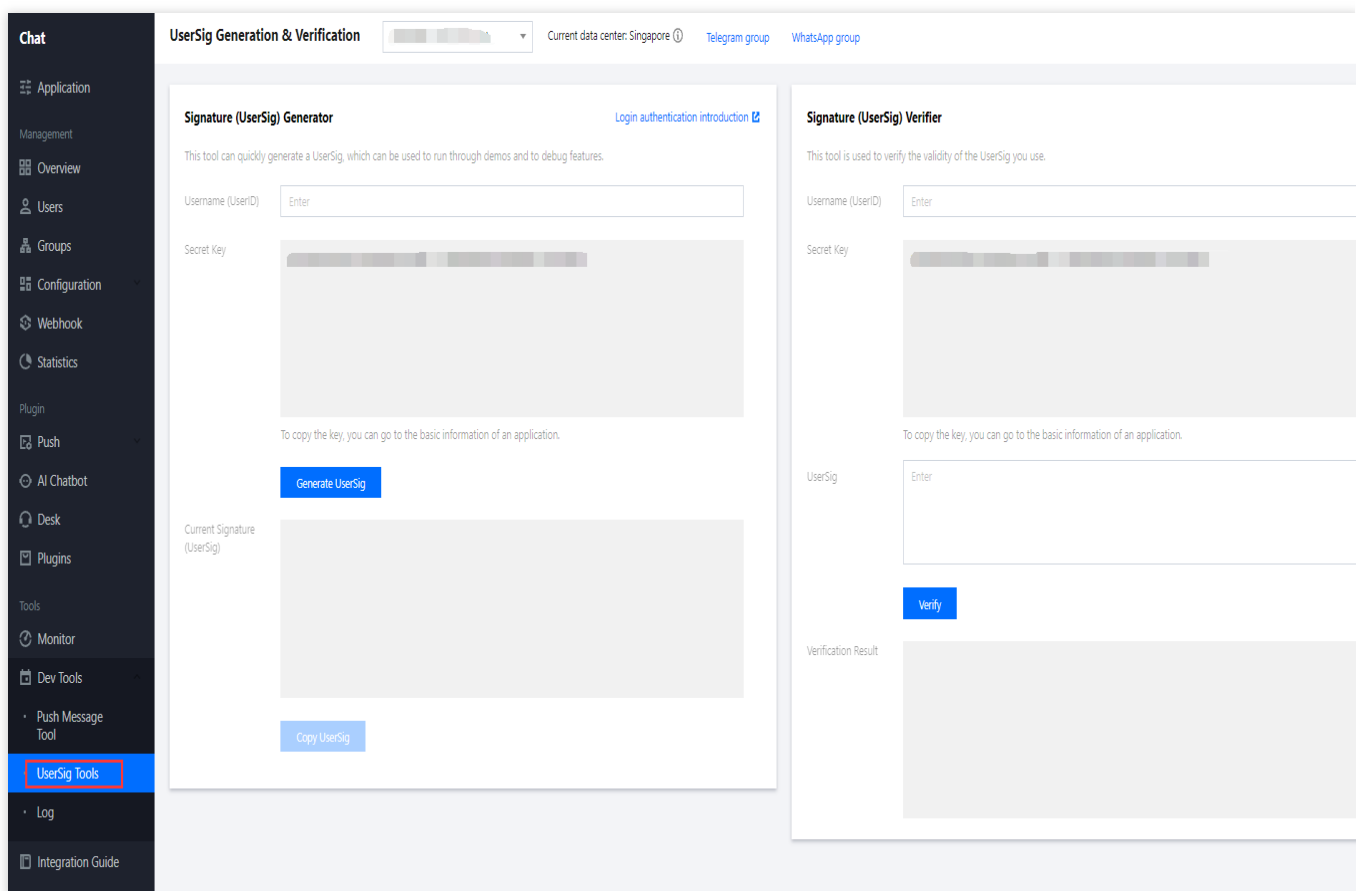 Chat
Application
Management
Overview
Users
Groups
Configuration
Webhook
Statistics
Plugin
Push
AI Chatbot
Desk
Plugins
Tools
Monitor
Dev Tools
Push Message
Tool
UserSig Tools
Log
Integration Guide
UserSig Generation & Verification
Current data center: Singapore
Telegram group
WhatsApp group
Signature (UserSig) Generator
Login authentication introduction
This tool can quickly generate a UserSig, which can be used to run through demos and to debug features.
Username (UserID)
Enter
Secret Key
To copy the key, you can go to the basic information of an application.
Generate UserSig
Current Signature
(UserSig)
Copy UserSig
Signature (UserSig) Verifier
This tool is used to verify the validity of the UserSig you use.
Username (UserID)
Enter
Secret Key
To copy the key, you can go to the basic information of an application.
UserSig
Enter
Verify
Verification Result